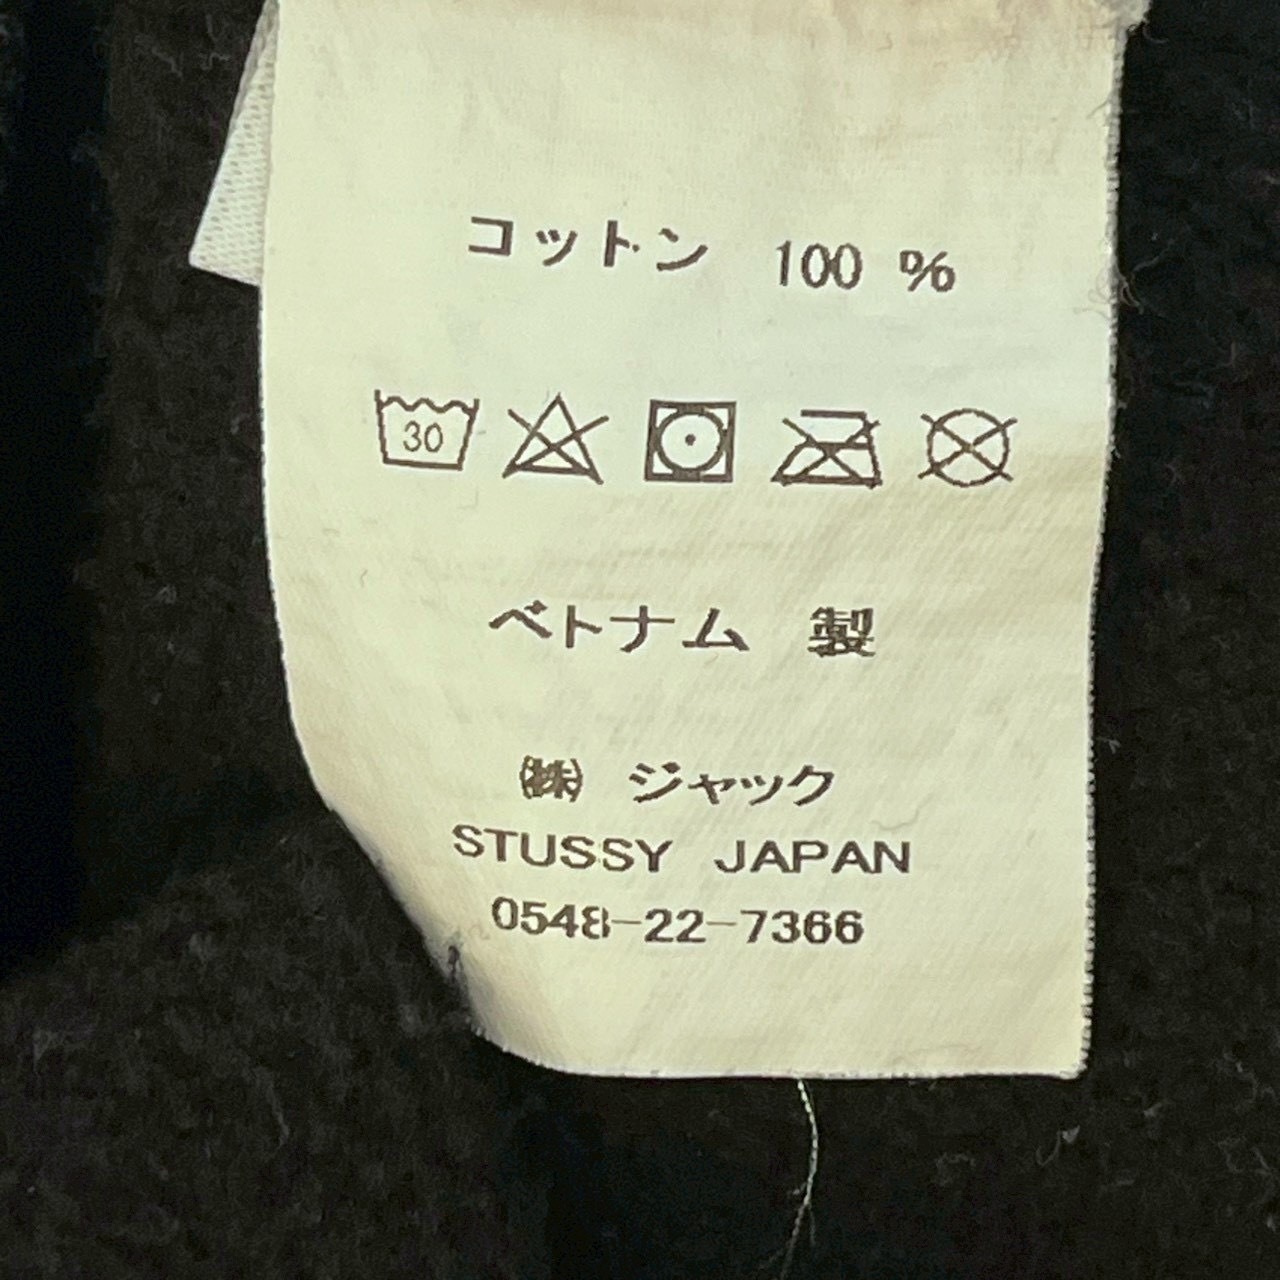 コットン 100 %
30
ベトナム 製
㈱ ジャック
STUSSY JAPAN
0548-22-7366